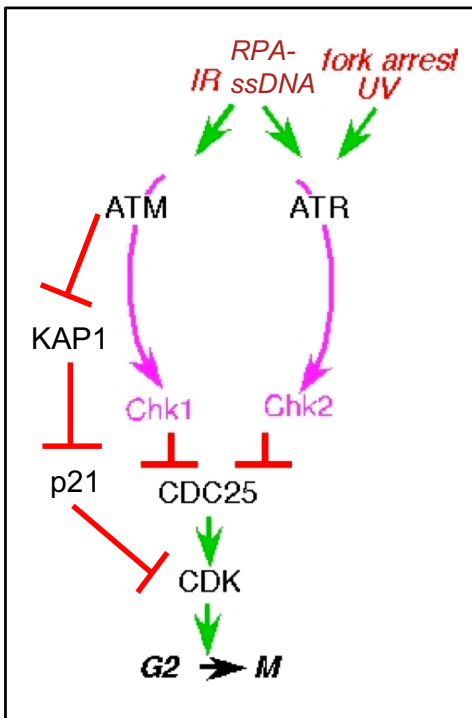 IR RPA-ssDNA fork arrest UV
ATM ATR
KAP1
Chk1 Chk2
p21 CDC25
CDK
G2 M